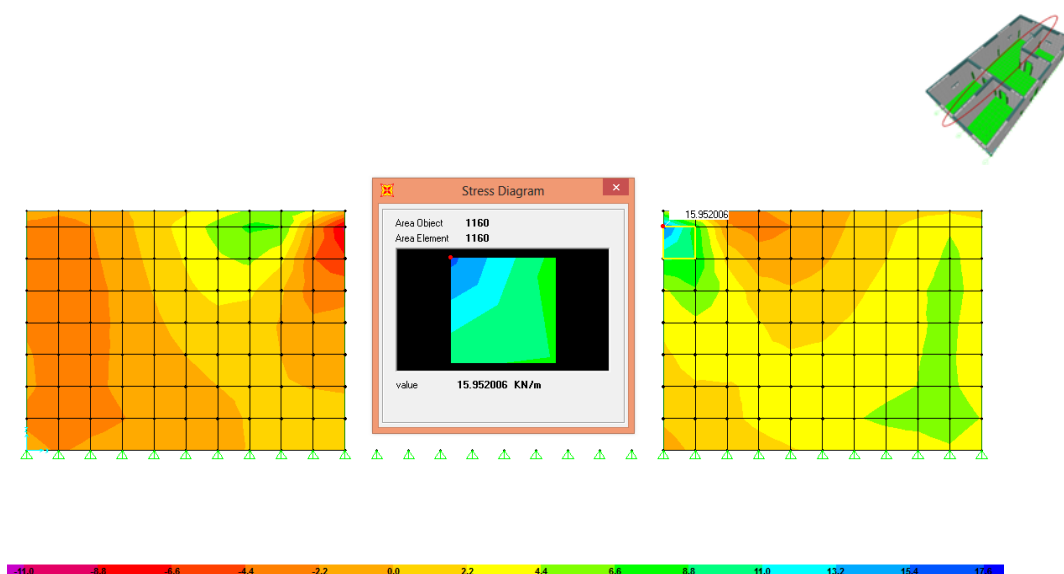 Stress Diagram
Area Object 1160
Area Element 1160
value 15.952006 KN/m
15.952006
-11.0 -8.8 -6.6 -4.4 -2.2 0.0 2.2 4.4 6.6 8.8 11.0 13.2 15.4 17.6